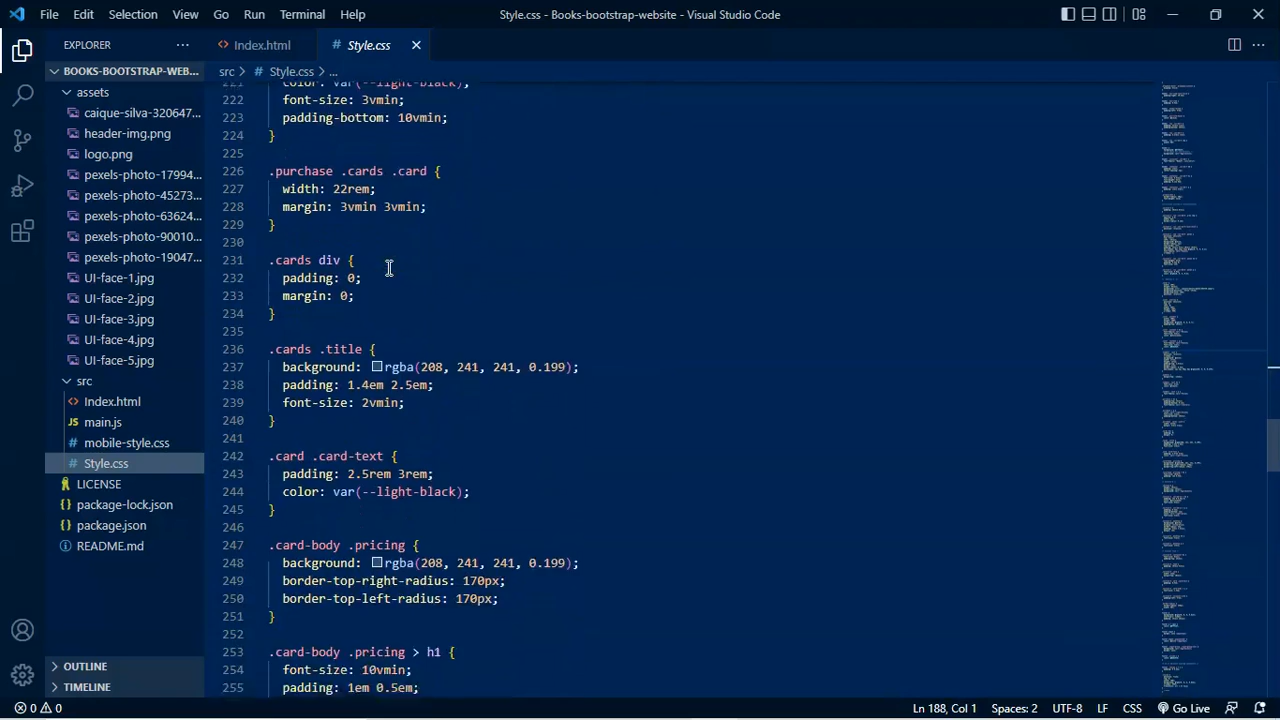 File Edit Selection View Go Run Terminal Help Style.css - Books-bootstrap-website - Visual Studio Code
EXPLORER
BOOKS-BOOTSTRAP-WEB...
assets
caique-silva-320647...
header-img.png
logo.png
pexels-photo-17994...
pexels-photo-45273...
pexels-photo-63624...
pexels-photo-90010...
pexels-photo-19047...
UI-face-1.jpg
UI-face-2.jpg
UI-face-3.jpg
UI-face-4.jpg
UI-face-5.jpg
src
Index.html
main.js
mobile-style.css
Style.css
LICENSE
package-lock.json
package.json
README.md
OUTLINE
TIMELINE
Index.html Style.css
src > Style.css > ...
221 color: var(--light-black);
222 font-size: 3vmin;
223 padding-bottom: 10vmin;
224 }
225
226 .purchase .cards .card {
227 width: 22rem;
228 margin: 3vmin 3vmin;
229 }
230
231 .cards div {
232 padding: 0;
233 margin: 0;
234 }
235
236 .cards .title {
237 background: rgba(208, 241, 0.195);
238 padding: 1.4em 2.5em;
239 font-size: 2vmin;
240 }
241
242 .card .card-text {
243 padding: 2.5rem 3rem;
244 color: var(--light-black);
245 }
246
247 .card-body .pricing {
248 background: rgba(208, 241, 0.195);
249 border-top-right-radius: 170px;
250 border-top-left-radius: 170px;
251 }
252
253 .card-body .pricing > h1 {
254 font-size: 10vmin;
255 padding: 1em 0.5em;
0 0 Ln 188, Col 1 Spaces: 2 UTF-8 LF CSS Go Live